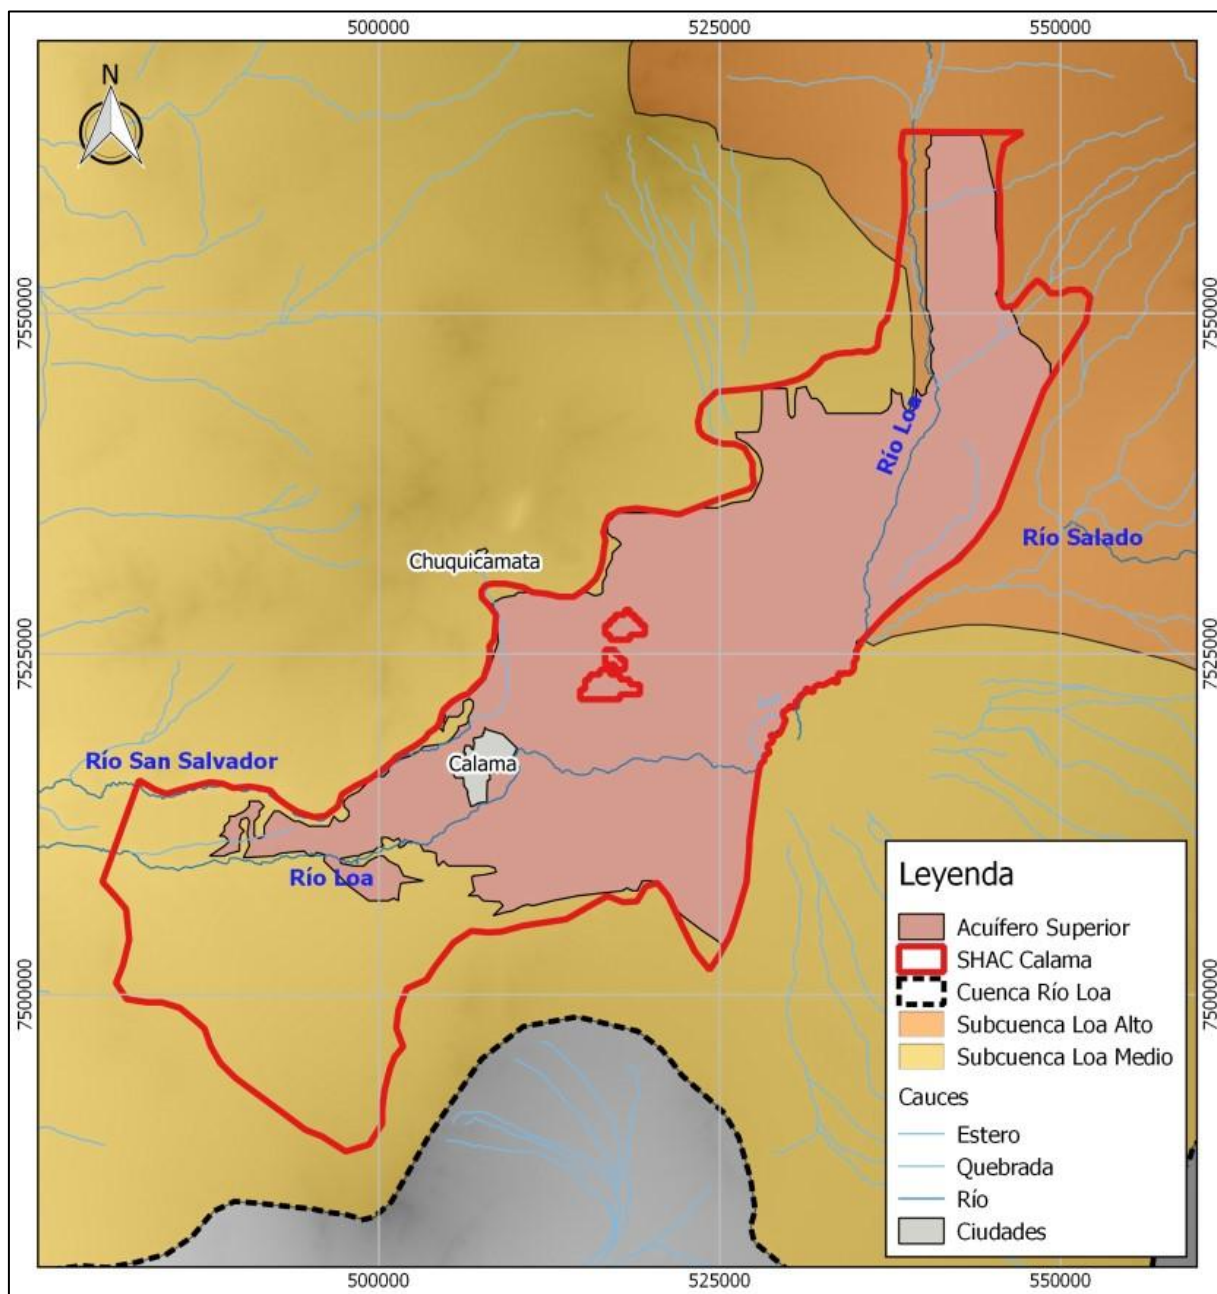 500000
525000
550000
N
7550000
7550000
Río Loa
Río Salado
Chuquicamata
7525000
7525000
Río San Salvador
Calama
Río Loa
7500000
7500000
Leyenda
Acuífero Superior
SHAC Calama
Cuenca Río Loa
Subcuenca Loa Alto
Subcuenca Loa Medio
Cauces
Estero
Quebrada
Río
Ciudades
500000
525000
550000